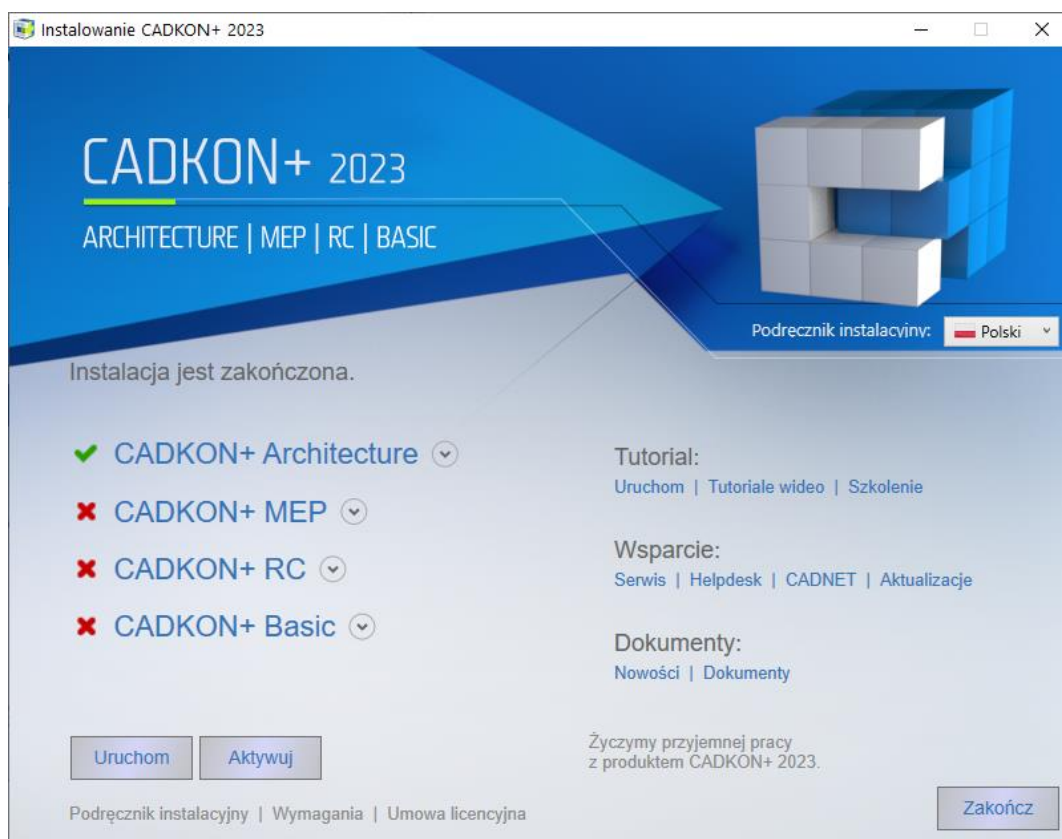 Instalowanie CADKON+ 2023
CADKON+ 2023
ARCHITECTURE | MEP | RC | BASIC
Podręcznik instalacyjny: Polski
Instalacja jest zakończona.
CADKON+ Architecture
CADKON+ MEP
CADKON+ RC
CADKON+ Basic
Tutorial:
Uruchom | Tutoriale wideo | Szkolenie
Wsparcie:
Serwis | Helpdesk | CADNET | Aktualizacje
Dokumenty:
Nowości | Dokumenty
Uruchom Aktywuj
Życzymy przyjemnej pracy
z produktem CADKON+ 2023.
Podręcznik instalacyjny | Wymagania | Umowa licencyjna
Zakończ